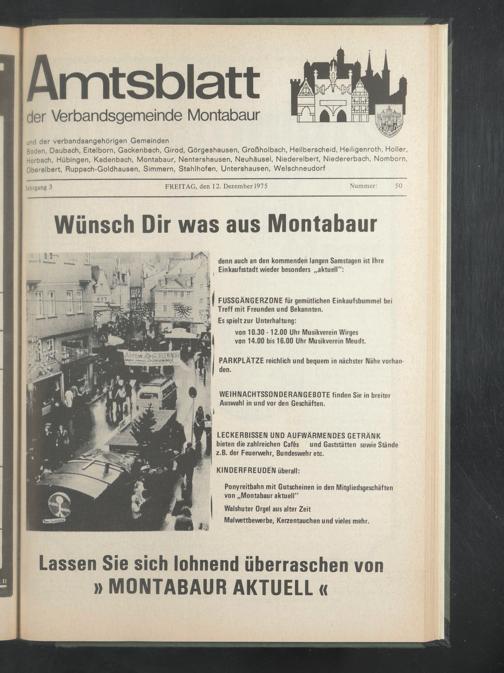 Amtsblatt
der Verbandsgemeinde Montabaur
und der verbandsangehörigen Gemeinden
Boden, Daubach, Eitelborn, Gackenbach, Girod, Görgeshausen, Großholbach, Heilberscheid, Heiligenroth, Holler,
Horbach, Hübingen, Kadenbach, Montabaur, Nentershausen, Neuhäusel, Niederelbert, Niedererbach, Nomborn,
Oberelbert, Ruppach-Goldhausen, Simmern, Stahlhofen, Untershausen, Welschneudorf
Jahrgang 3 FREITAG, den 12. Dezember 1975 Nummer: 50
Wünsch Dir was aus Montabaur
denn auch an den kommenden langen Samstagen ist Ihre
Einkaufstadt wieder besonders „aktuell":
FUSSGÄNGERZONE für gemütlichen Einkaufsbummel bei
Treff mit Freunden und Bekannten.
Es spielt zur Unterhaltung:
von 10.30 - 12.00 Uhr Musikverein Wirges
von 14.00 bis 16.00 Uhr Musikverein Meudt.
PARKPLÄTZE reichlich und bequem in nächster Nähe vorhan-
den.
WEIHNACHTSSONDERANGEBOTE finden Sie in breiter
Auswahl in und vor den Geschäften.
LECKERBISSEN UND AUFWÄRMENDES GETRÄNK
bieten die zahlreichen Cafès und Gaststätten sowie Stände
z.B. der Feuerwehr, Bundeswehr etc.
KINDERFREUDEN überall:
Ponyreitbahn mit Gutscheinen in den Mitgliedsgeschäften
von „Montabaur aktuell"
Walshuter Orgel aus alter Zeit
Malwettbewerbe, Kerzentauchen und vieles mehr.
Lassen Sie sich lohnend überraschen von
» MONTABAUR AKTUELL «